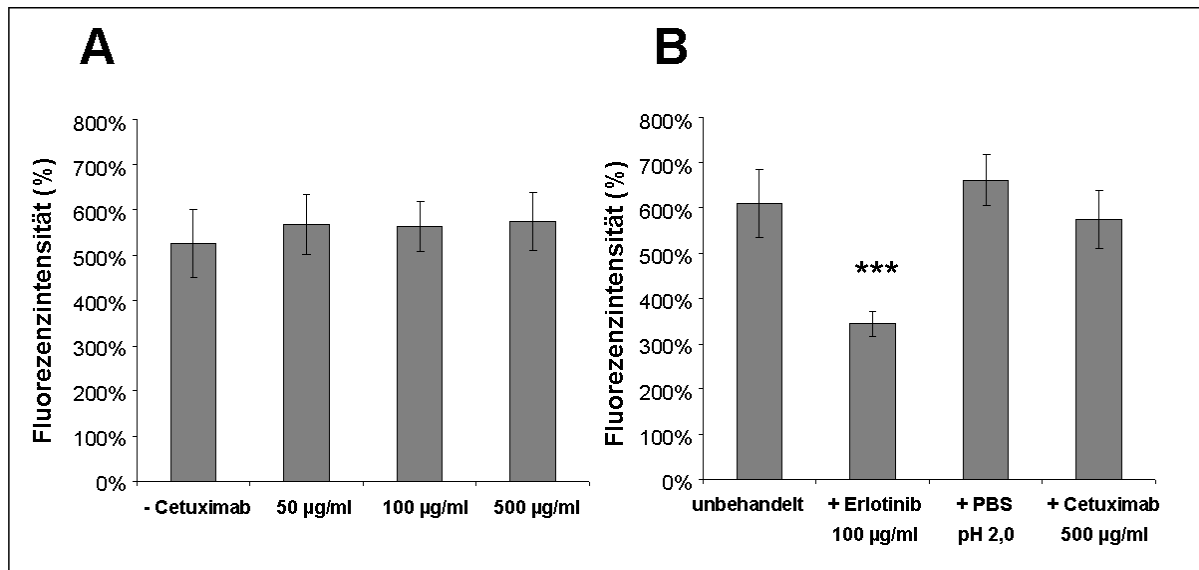 A
Fluorezenzintensität (%)
800%
700%
600%
500%
400%
300%
200%
100%
0%
- Cetuximab
50 µg/ml
100 µg/ml
500 µg/ml
B
Fluorezenzintensität (%)
800%
700%
600%
500%
400%
300%
200%
100%
0%
***
unbehandelt
+ Erlotinib
100 µg/ml
+ PBS
pH 2,0
+ Cetuximab
500 µg/ml